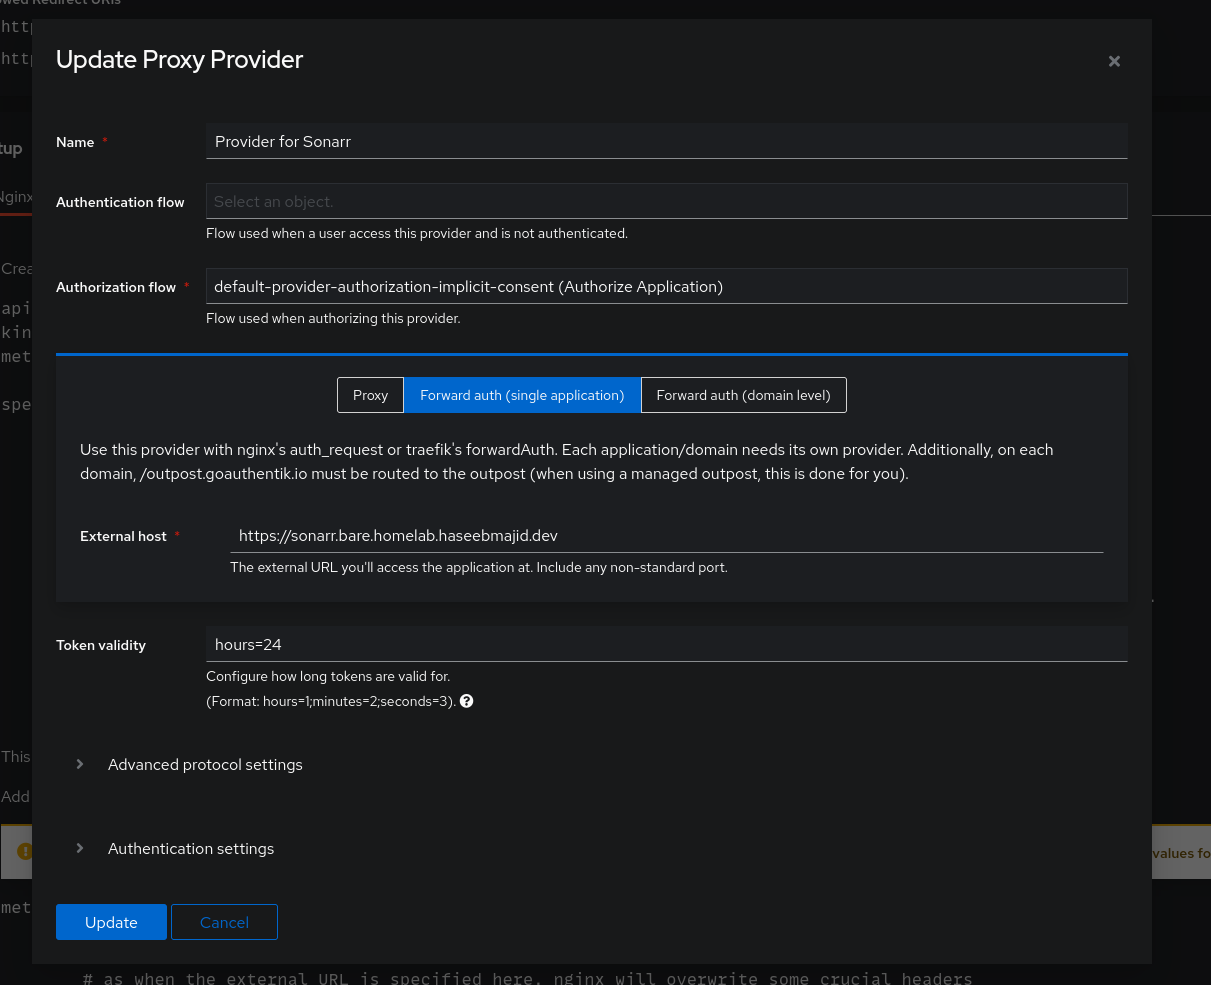 owed Redirect URIs
http
http
Update Proxy Provider
Name *
Provider for Sonarr
tup
Nginx
Authentication flow
Select an object.
Flow used when a user access this provider and is not authenticated.
Crea
Authorization flow *
default-provider-authorization-implicit-consent (Authorize Application)
api
Flow used when authorizing this provider.
kin
met
Proxy
Forward auth (single application)
Forward auth (domain level)
spe
Use this provider with nginx's auth_request or traefik's forwardAuth. Each application/domain needs its own provider. Additionally, on each
domain, /outpost.goauthentik.io must be routed to the outpost (when using a managed outpost, this is done for you).
External host *
https://sonarr.bare.homelab.haseebmajid.dev
The external URL you'll access the application at. Include any non-standard port.
Token validity
hours=24
Configure how long tokens are valid for.
(Format: hours=1;minutes=2;seconds=3).
This
Advanced protocol settings
Add
Authentication settings
values fo
met
Update
Cancel
# as when the external URL is specified here, nginx will overwrite some crucial headers